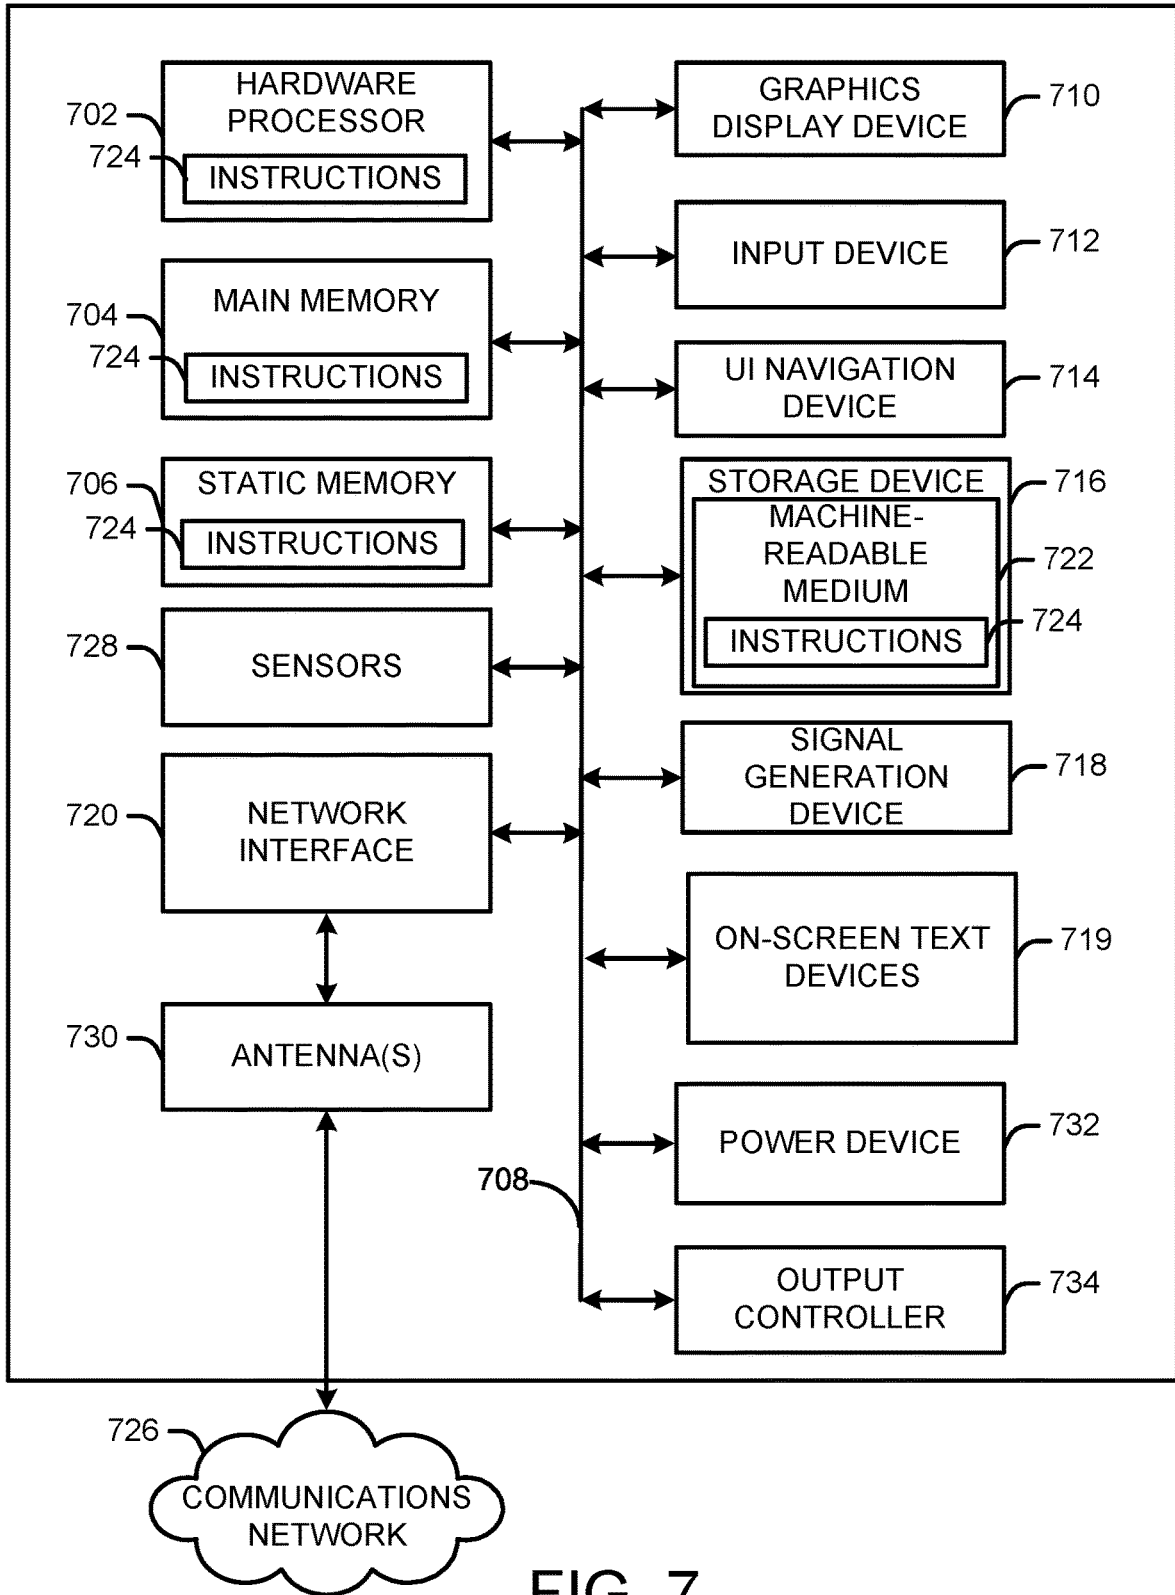 HARDWARE
PROCESSOR
702
724
INSTRUCTIONS
MAIN MEMORY
704
724
INSTRUCTIONS
706
STATIC MEMORY
724
INSTRUCTIONS
728
SENSORS
720
NETWORK
INTERFACE
730
ANTENNA(S)
708
GRAPHICS
DISPLAY DEVICE
710
INPUT DEVICE
712
UI NAVIGATION
DEVICE
714
STORAGE DEVICE
716
MACHINE-
READABLE
MEDIUM
722
INSTRUCTIONS
724
SIGNAL
GENERATION
DEVICE
718
ON-SCREEN TEXT
DEVICES
719
POWER DEVICE
732
OUTPUT
CONTROLLER
734
726
COMMUNICATIONS
NETWORK
FIG. 7